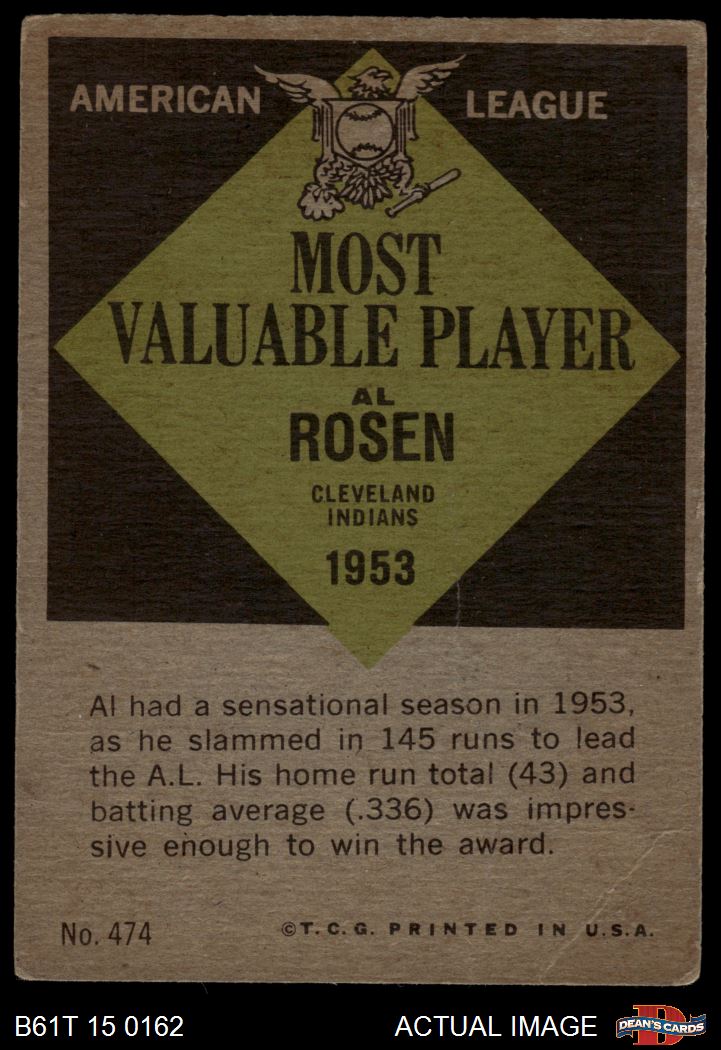 AMERICAN LEAGUE
MOST
VALUABLE PLAYER
AL
ROSEN
CLEVELAND
INDIANS
1953
Al had a sensational season in 1953,
as he slammed in 145 runs to lead
the A.L. His home run total (43) and
batting average (.336) was impres-
sive enough to win the award.
No. 474 ©T.C.G. PRINTED IN U.S.A.
B61T 15 0162 ACTUAL IMAGE D DEAN'S CARDS